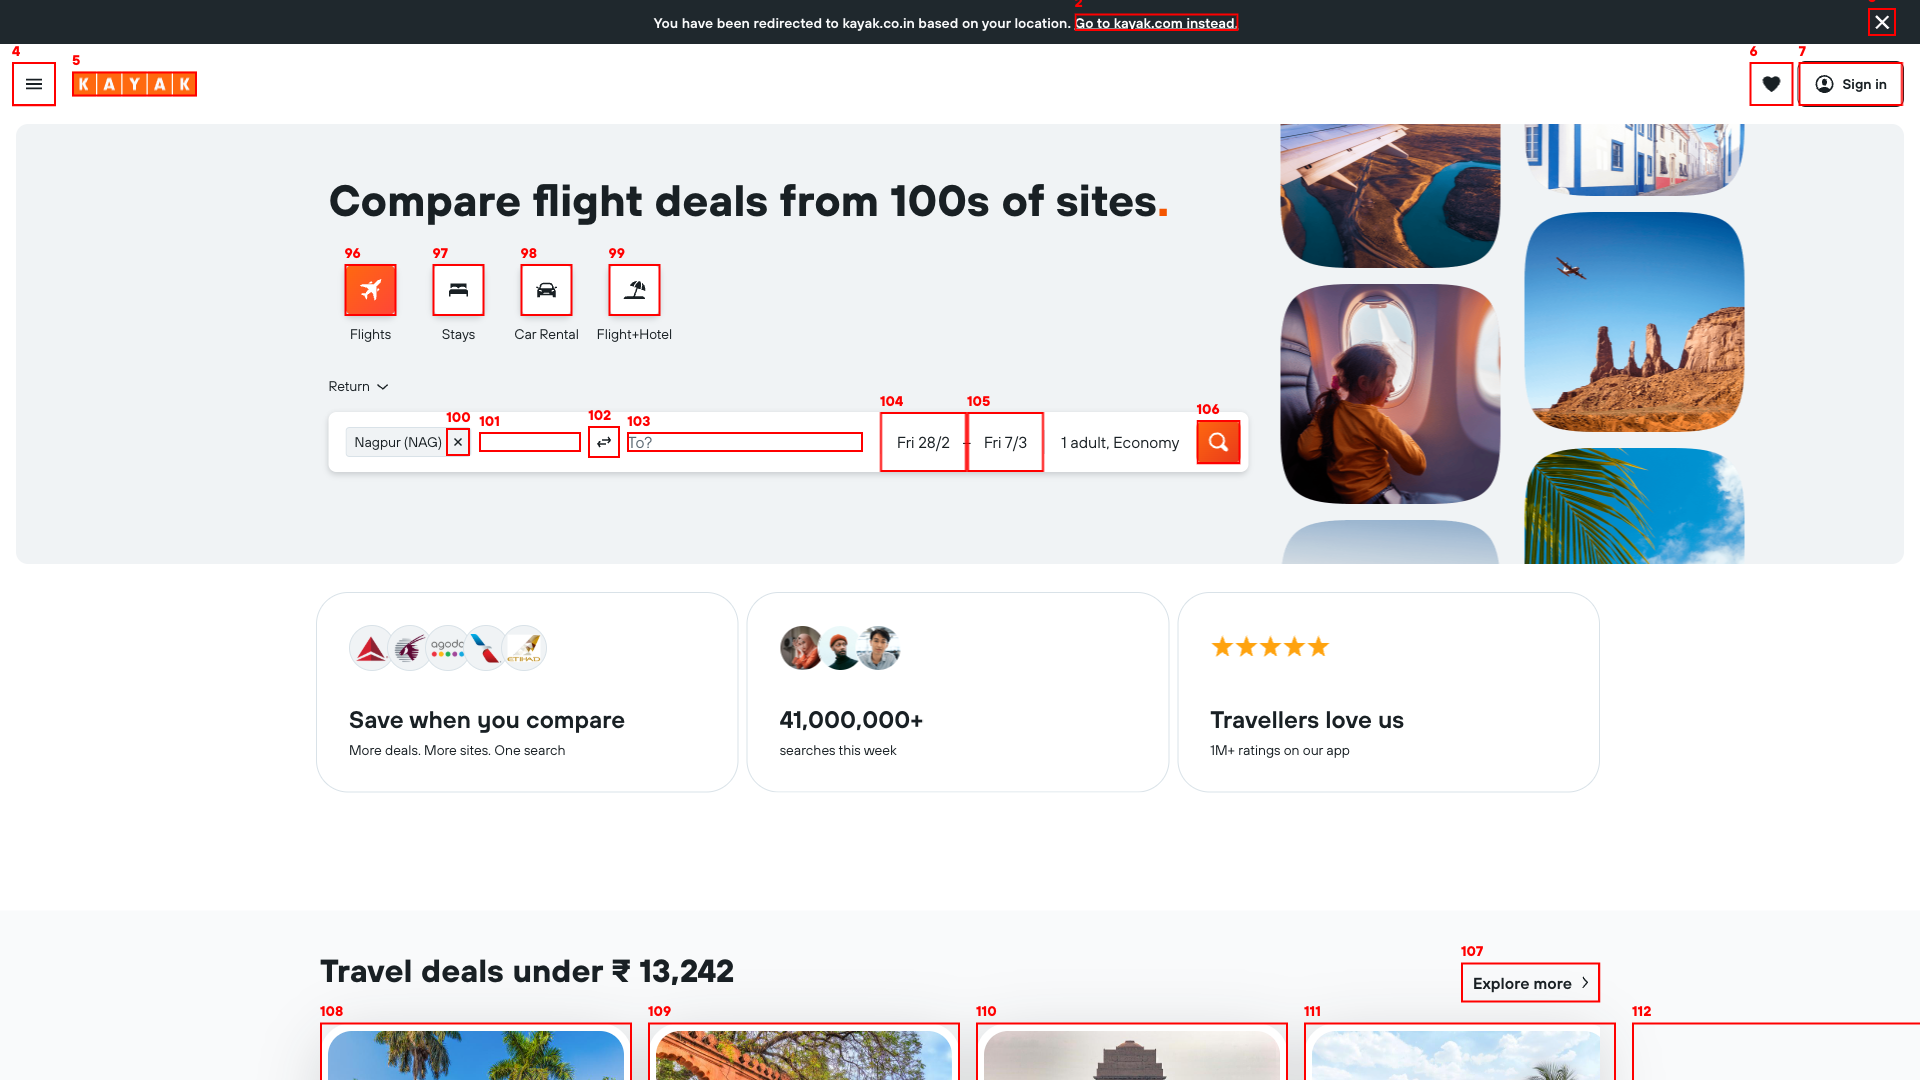 2
You have been redirected to kayak.co.in based on your location. Go to kayak.com instead.
4
5
6
7
KAYAK
Sign in
Compare flight deals from 100s of sites.
96
97
98
99
Flights
Stays
Car Rental
Flight+Hotel
Return
100
101
102
103
104
105
106
Nagpur (NAG)
To?
Fri 28/2 – Fri 7/3
1 adult, Economy
agoda
ETIHAD
Save when you compare
More deals. More sites. One search
41,000,000+
searches this week
Travellers love us
1M+ ratings on our app
107
Travel deals under ₹ 13,242
Explore more
108
109
110
111
112